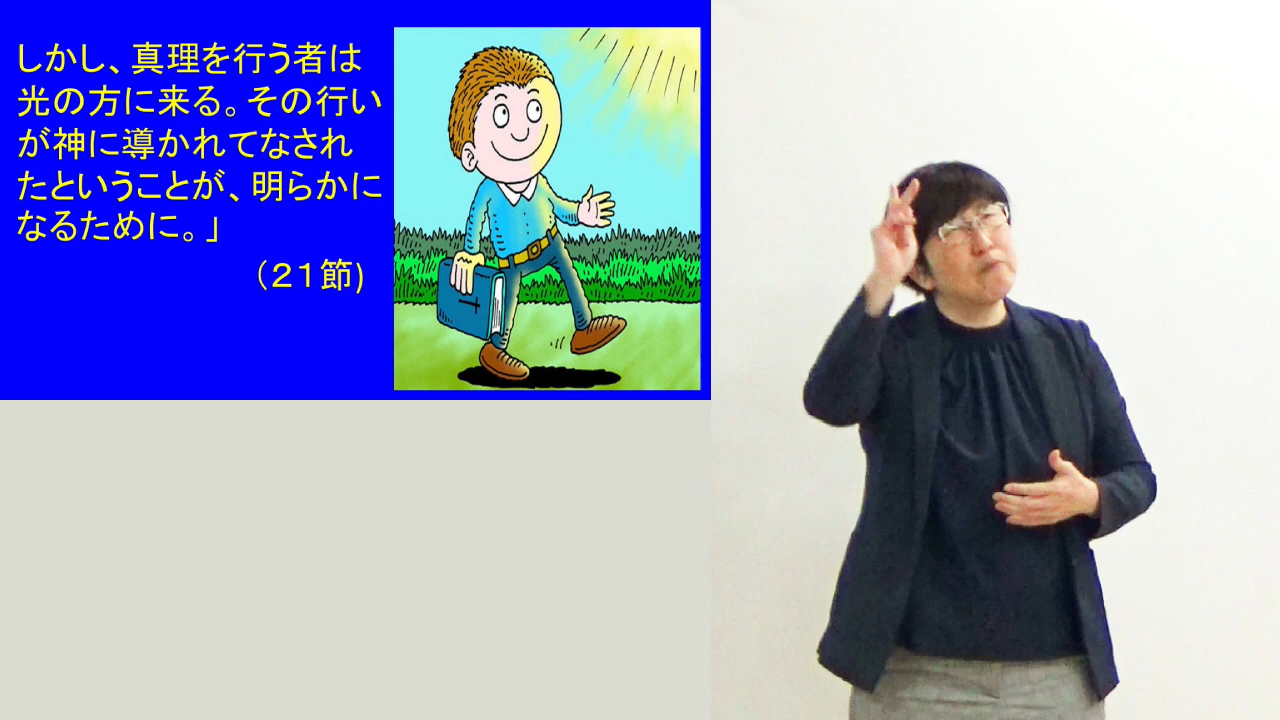 しかし、真理を行う者は
光の方に来る。その行い
が神に導かれてなされ
たということが、明らかに
なるために。」
（２１節)